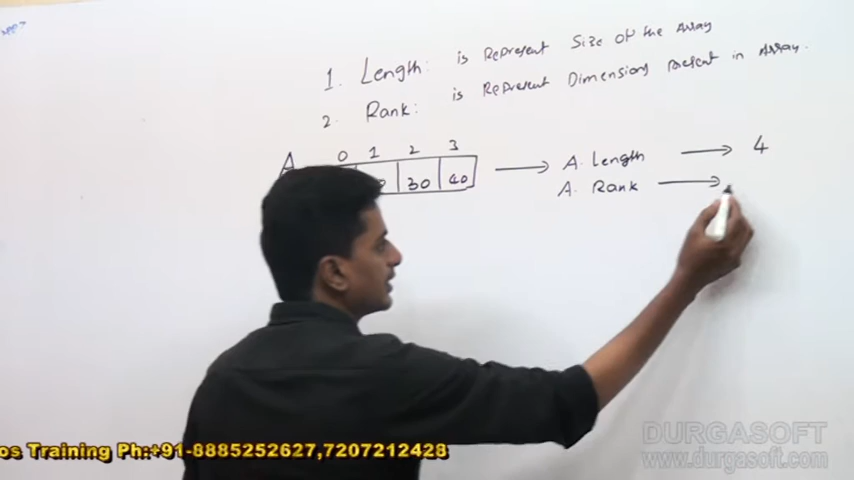 1. Length: is Represent Size of the Array
2. Rank: is Represent Dimensions present in Array.
A 0 1 2 3
30 40 → A. Length → 4
A. Rank →
os Training Ph:+91-8885252627,7207212428
DURGASOFT
www.durgasoft.com